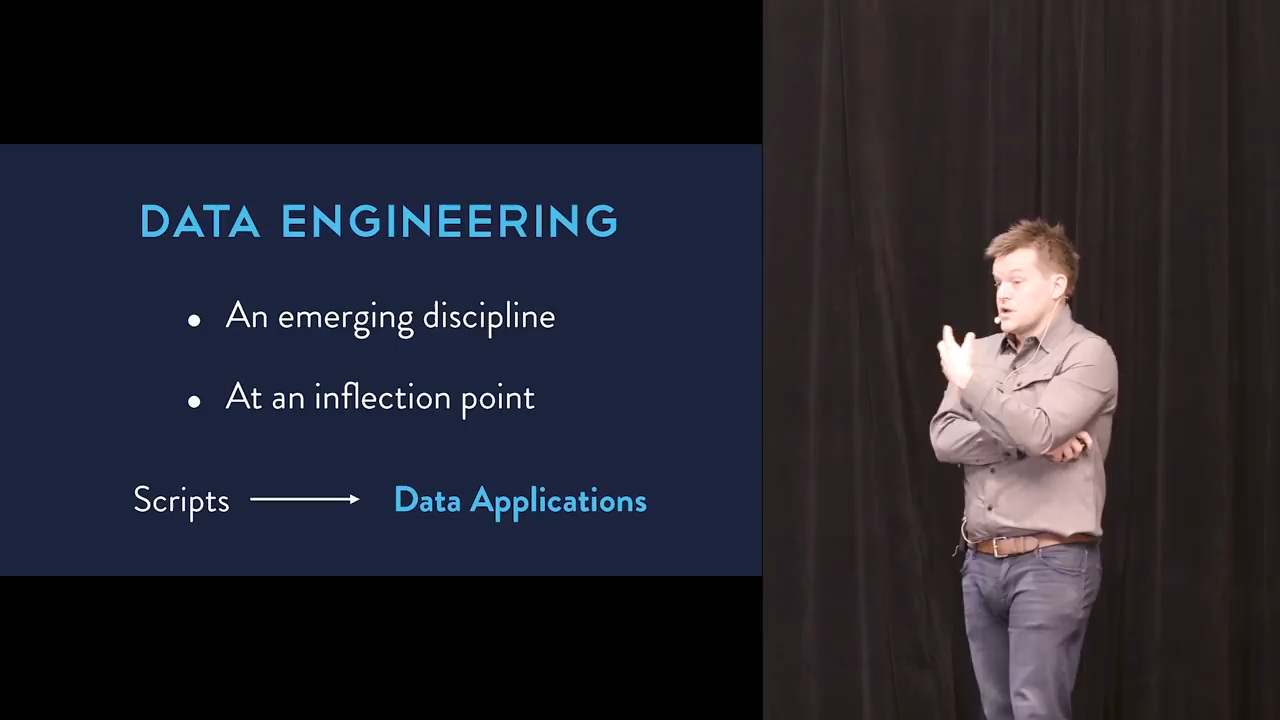 DATA ENGINEERING
• An emerging discipline
• At an inflection point
Scripts → Data Applications